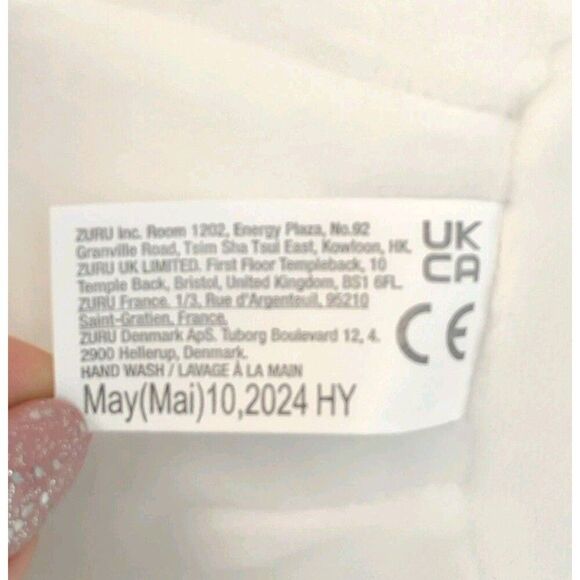 ZURU Inc. Room 1202, Energy Plaza, No.92
Granville Road, Tsim Sha Tsui East, Kowloon, HK.
ZURU UK LIMITED. First Floor Templeback, 10
Temple Back, Bristol, United Kingdom, BS1 6FL.
ZURU France. 1/3, Rue d'Argenteuil, 95210
Saint-Gratien, France.
ZURU Denmark ApS. Tuborg Boulevard 12, 4.
2900 Hellerup, Denmark.
HAND WASH / LAVAGE À LA MAIN
May(Mai)10,2024 HY
UK
CA
CE